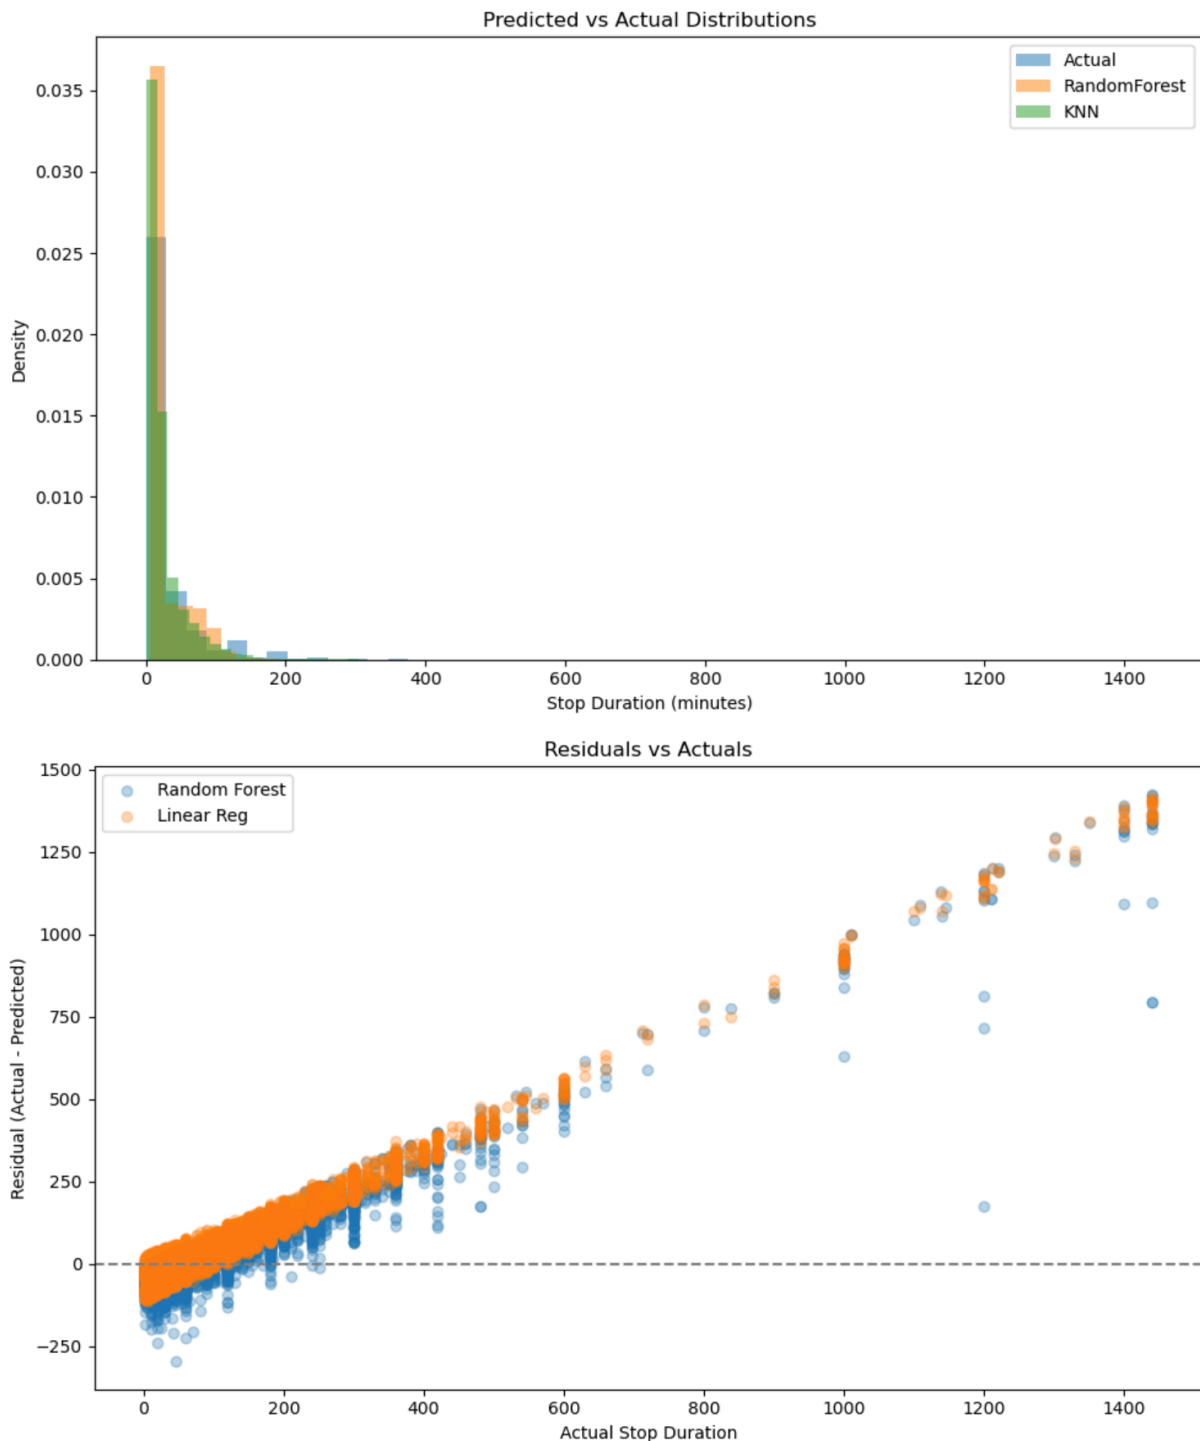 Predicted vs Actual Distributions
Actual
RandomForest
KNN
0.035
0.030
0.025
0.020
0.015
0.010
0.005
0.000
Density
0 200 400 600 800 1000 1200 1400
Stop Duration (minutes)
Residuals vs Actuals
Random Forest
Linear Reg
1500
1250
1000
750
500
250
0
−250
Residual (Actual - Predicted)
0 200 400 600 800 1000 1200 1400
Actual Stop Duration